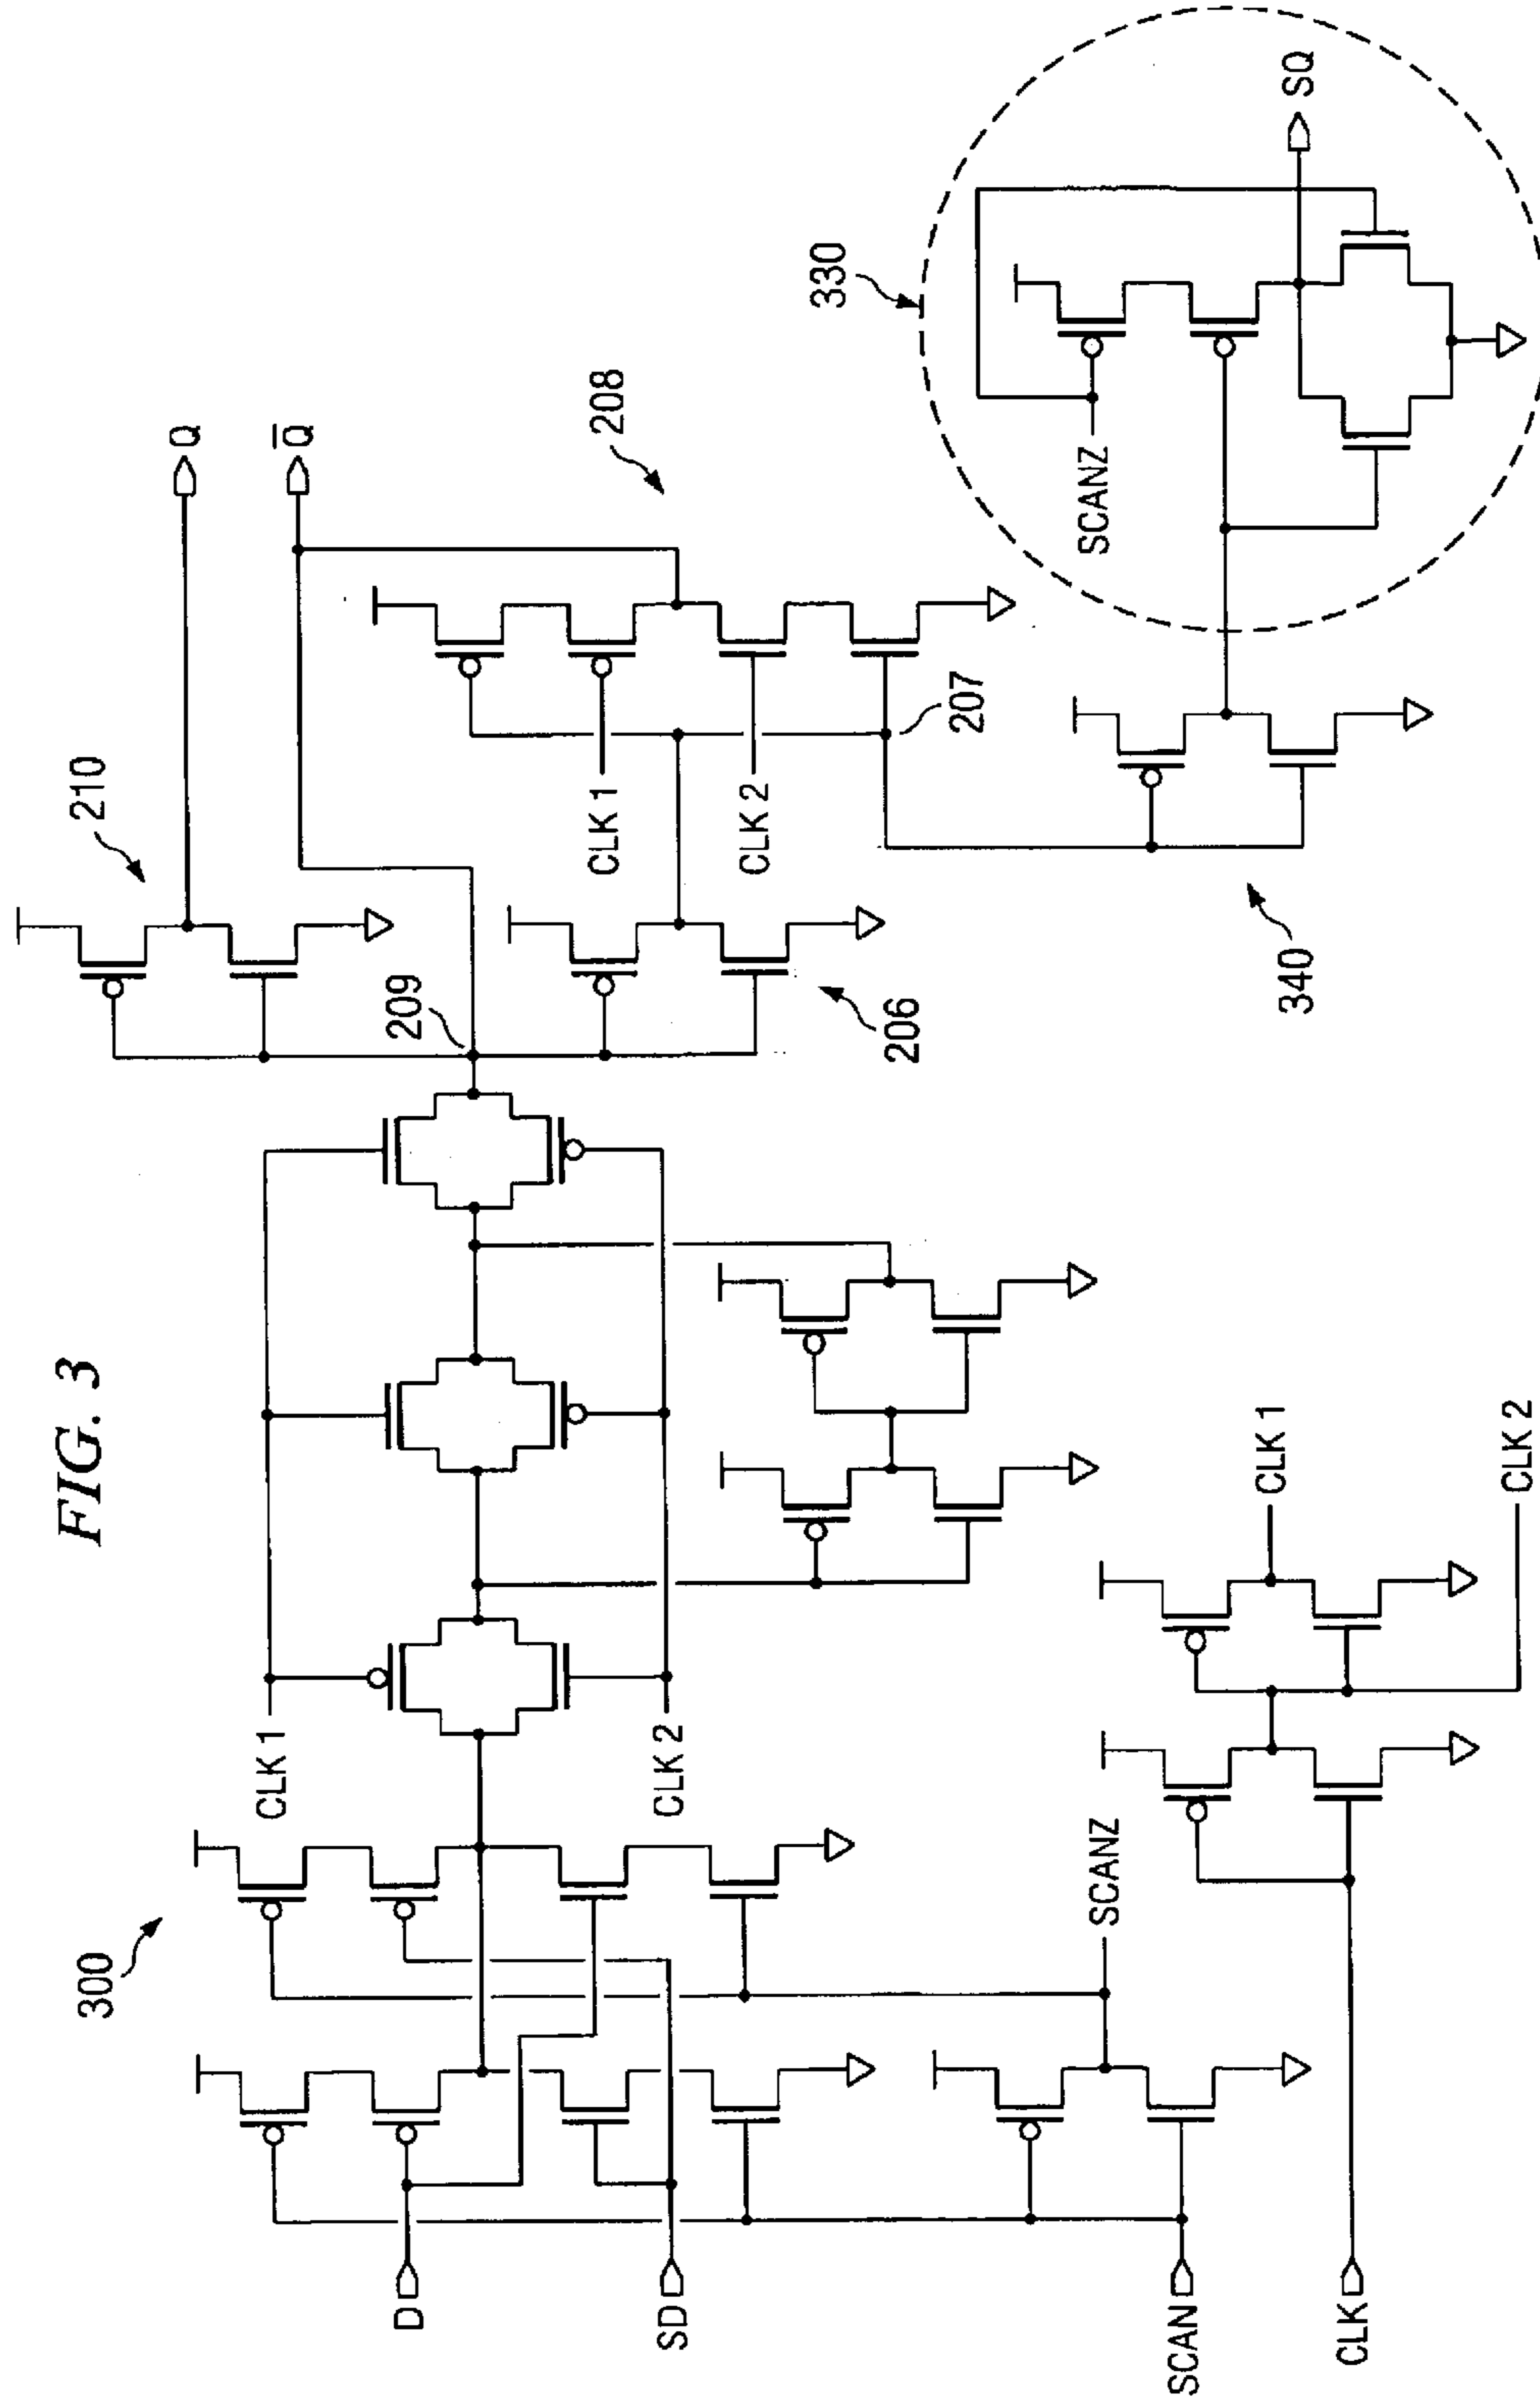 FIG. 3
300
D
SD
SCAN
CLK
SCANZ
CLK 1
CLK 2
CLK 1
CLK 2
209
210
206
Q
Q̅
CLK 1
CLK 2
208
207
340
330
SCANZ
SQ